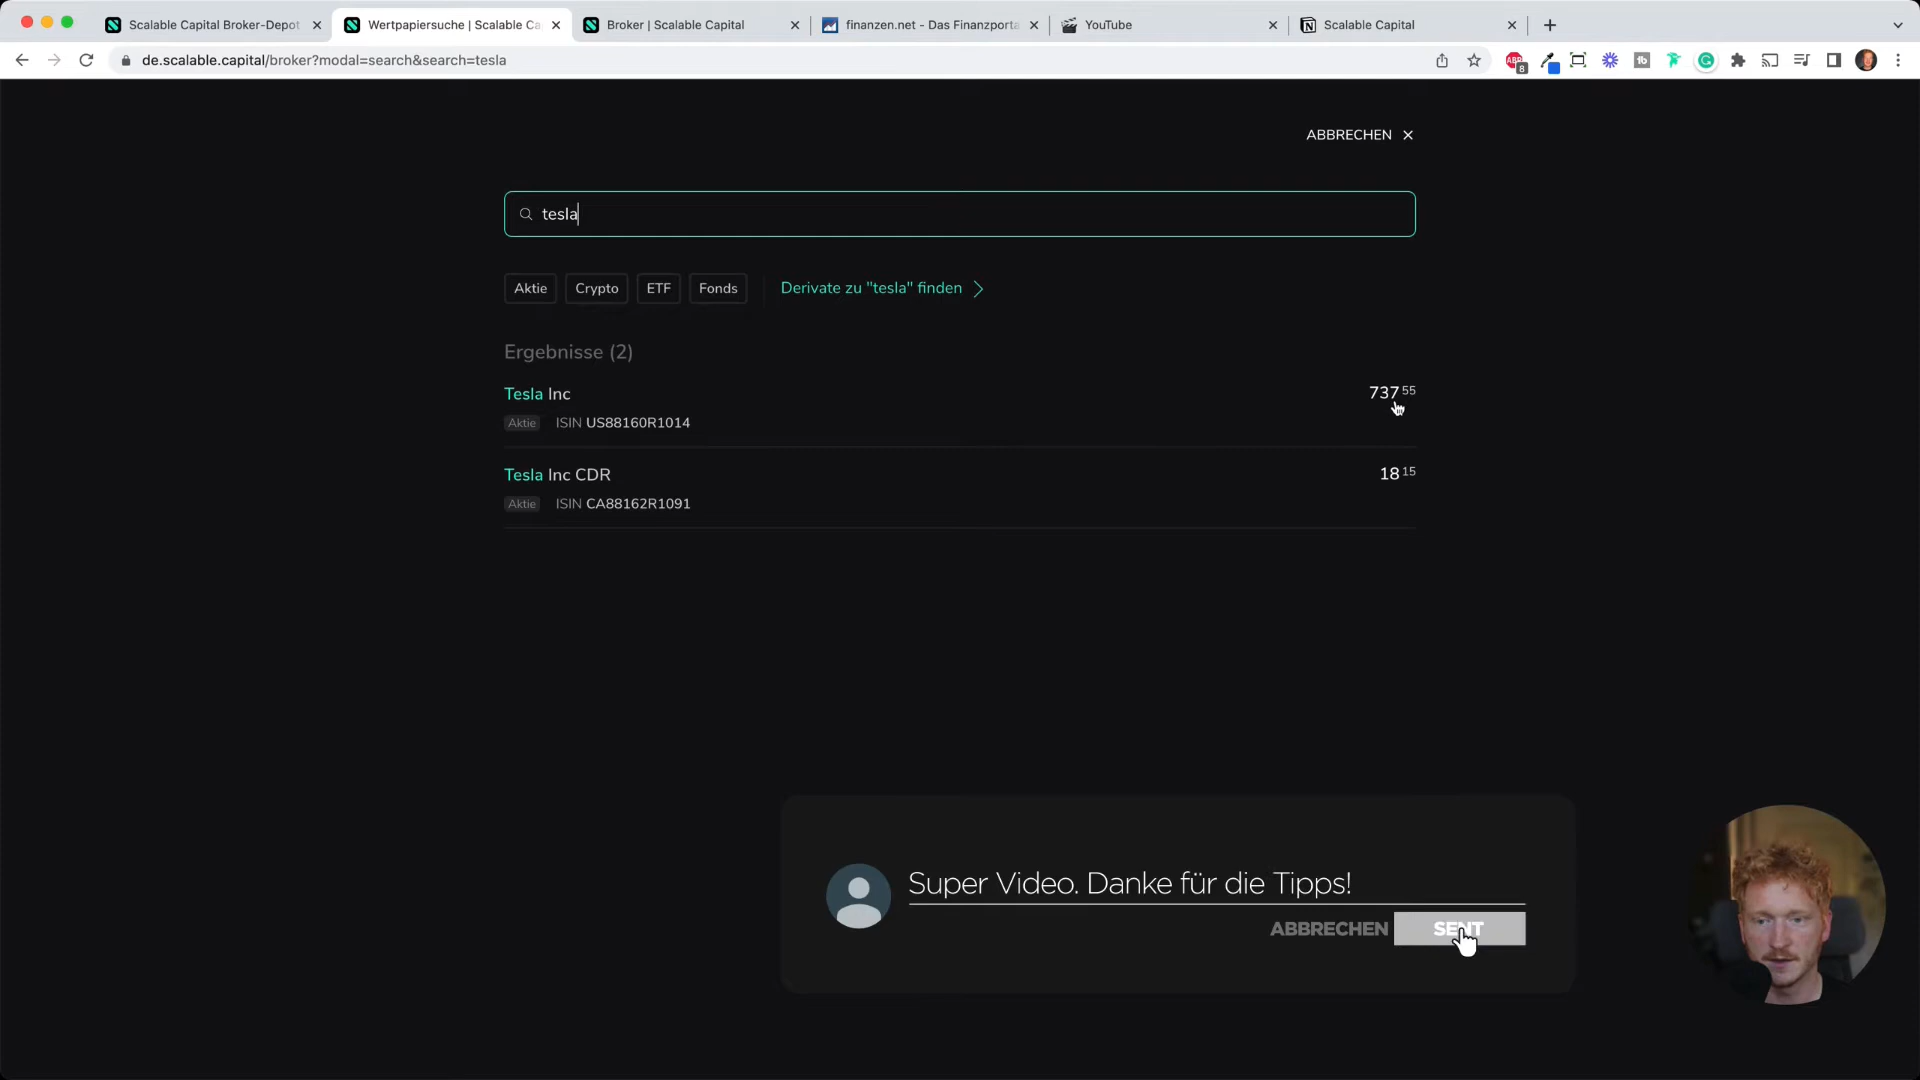 Scalable Capital Broker-Depot
Wertpapiersuche | Scalable Ca
Broker | Scalable Capital
finanzen.net - Das Finanzporta
YouTube
Scalable Capital
de.scalable.capital/broker?modal=search&search=tesla
ABP
8
tb
ABBRECHEN
tesla
Aktie
Crypto
ETF
Fonds
Derivate zu "tesla" finden
Ergebnisse (2)
Tesla Inc
737 55
Aktie ISIN US88160R1014
Tesla Inc CDR
18 15
Aktie ISIN CA88162R1091
Super Video. Danke für die Tipps!
ABBRECHEN
SENT